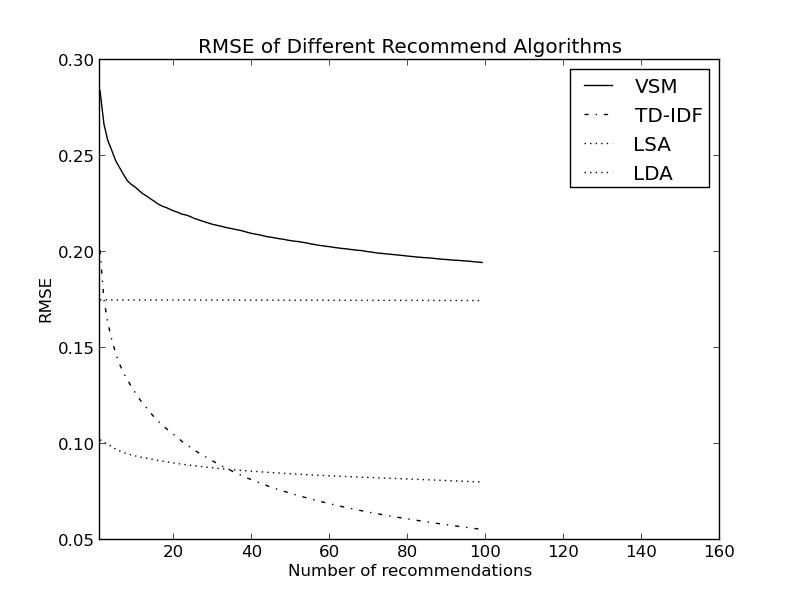 RMSE of Different Recommend Algorithms
0.30
0.25
0.20
0.15
0.10
0.05
RMSE
VSM
TD-IDF
LSA
LDA
20 40 60 80 100 120 140 160
Number of recommendations